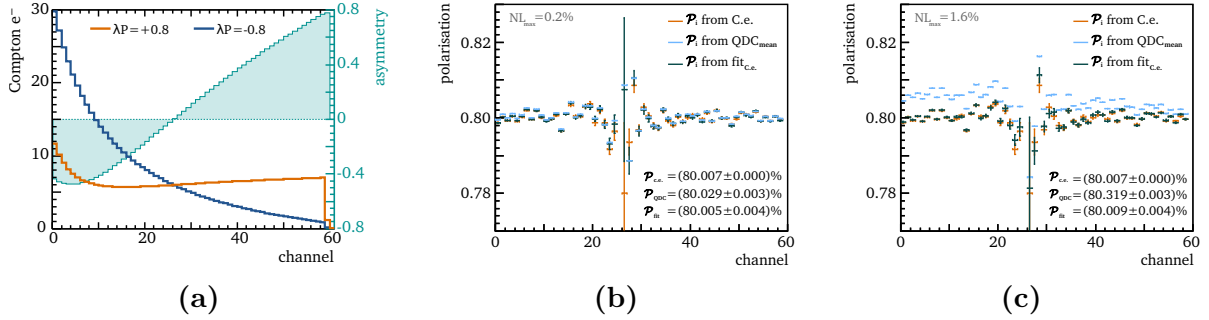 Compton e⁻
30
20
10
0
0
20
40
60
channel
λP=+0.8
λP=-0.8
0.8
0.4
0
-0.4
-0.8
asymmetry
(a)
polarisation
0.82
0.80
0.78
0
20
40
60
channel
NLmax=0.2%
𝓟i from C.e.
𝓟i from QDCmean
𝓟i from fitC.e.
𝓟c.e. =(80.007±0.000)%
𝓟QDC =(80.029±0.003)%
𝓟fit =(80.005±0.004)%
(b)
polarisation
0.82
0.80
0.78
0
20
40
60
channel
NLmax=1.6%
𝓟i from C.e.
𝓟i from QDCmean
𝓟i from fitC.e.
𝓟c.e. =(80.007±0.000)%
𝓟QDC =(80.319±0.003)%
𝓟fit =(80.009±0.004)%
(c)